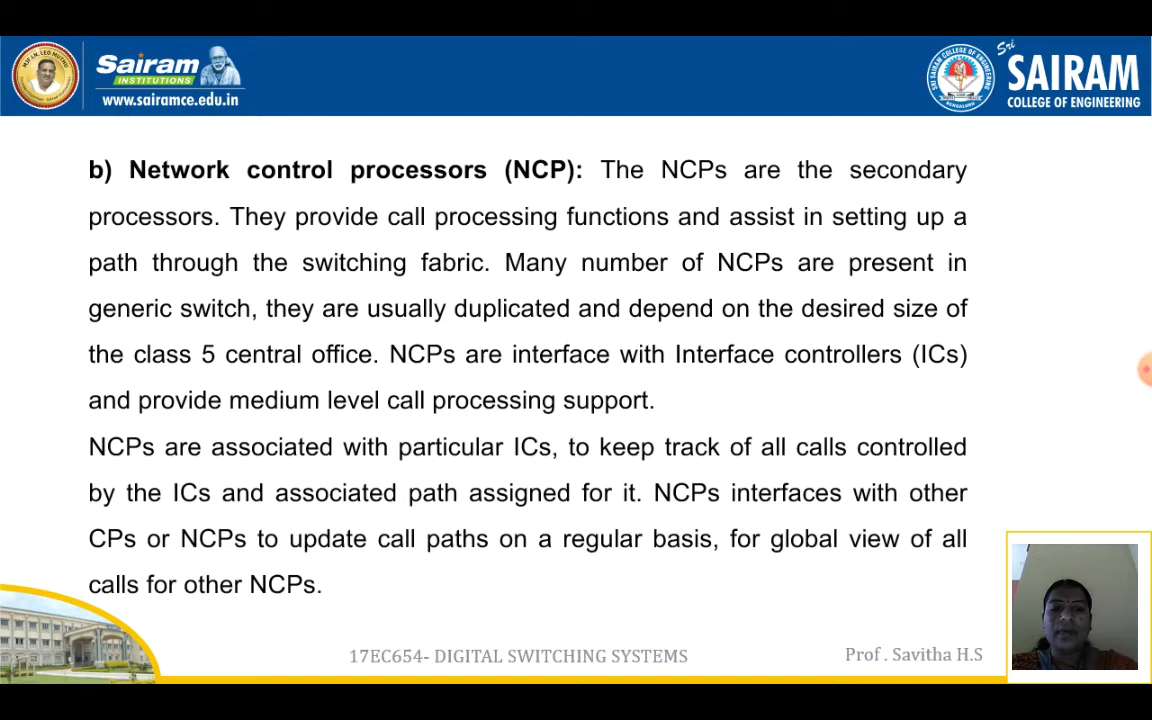 Sairam
INSTITUTIONS
www.sairamce.edu.in
Sri
SAIRAM
COLLEGE OF ENGINEERING
b) Network control processors (NCP): The NCPs are the secondary
processors. They provide call processing functions and assist in setting up a
path through the switching fabric. Many number of NCPs are present in
generic switch, they are usually duplicated and depend on the desired size of
the class 5 central office. NCPs are interface with Interface controllers (ICs)
and provide medium level call processing support.
NCPs are associated with particular ICs, to keep track of all calls controlled
by the ICs and associated path assigned for it. NCPs interfaces with other
CPs or NCPs to update call paths on a regular basis, for global view of all
calls for other NCPs.
17EC654- DIGITAL SWITCHING SYSTEMS
Prof . Savitha H.S